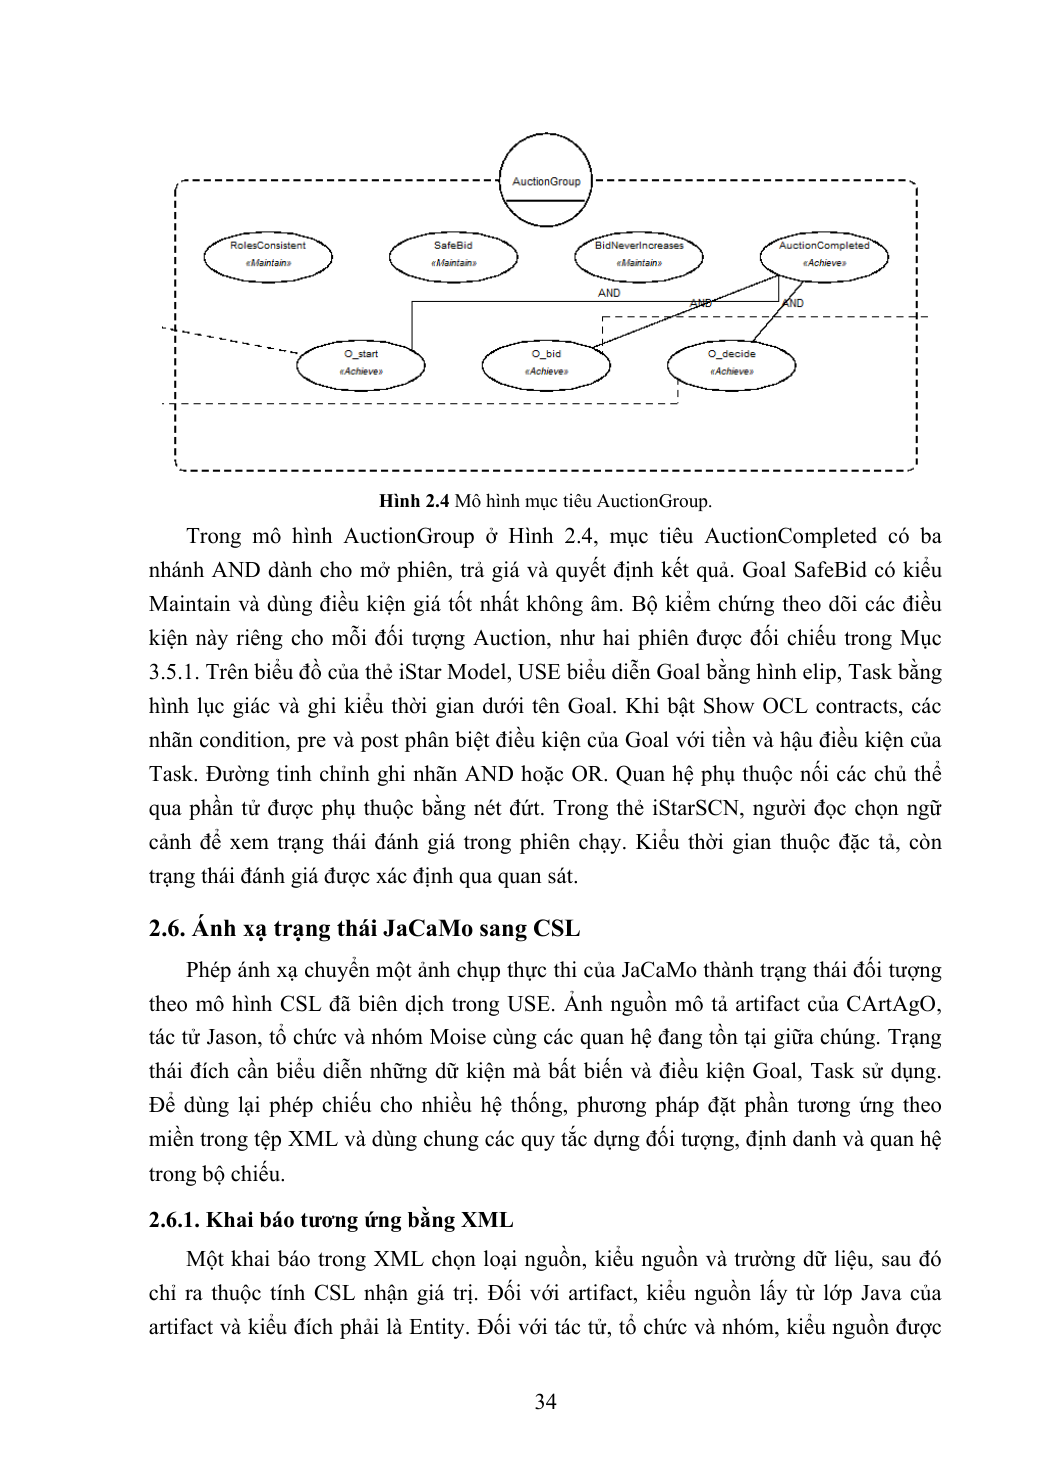 AuctionGroup
RolesConsistent
«Maintain»
SafeBid
«Maintain»
BidNeverIncreases
«Maintain»
AuctionCompleted
«Achieve»
AND
AND
AND
O_start
«Achieve»
O_bid
«Achieve»
O_decide
«Achieve»
Hình 2.4 Mô hình mục tiêu AuctionGroup.
Trong mô hình AuctionGroup ở Hình 2.4, mục tiêu AuctionCompleted có ba
nhánh AND dành cho mở phiên, trả giá và quyết định kết quả. Goal SafeBid có kiểu
Maintain và dùng điều kiện giá tốt nhất không âm. Bộ kiểm chứng theo dõi các điều
kiện này riêng cho mỗi đối tượng Auction, như hai phiên được đối chiếu trong Mục
3.5.1. Trên biểu đồ của thẻ iStar Model, USE biểu diễn Goal bằng hình elip, Task bằng
hình lục giác và ghi kiểu thời gian dưới tên Goal. Khi bật Show OCL contracts, các
nhãn condition, pre và post phân biệt điều kiện của Goal với tiền và hậu điều kiện của
Task. Đường tinh chỉnh ghi nhãn AND hoặc OR. Quan hệ phụ thuộc nối các chủ thể
qua phần tử được phụ thuộc bằng nét đứt. Trong thẻ iStarSCN, người đọc chọn ngữ
cảnh để xem trạng thái đánh giá trong phiên chạy. Kiểu thời gian thuộc đặc tả, còn
trạng thái đánh giá được xác định qua quan sát.
2.6. Ánh xạ trạng thái JaCaMo sang CSL
Phép ánh xạ chuyển một ảnh chụp thực thi của JaCaMo thành trạng thái đối tượng
theo mô hình CSL đã biên dịch trong USE. Ảnh nguồn mô tả artifact của CArtAgO,
tác tử Jason, tổ chức và nhóm Moise cùng các quan hệ đang tồn tại giữa chúng. Trạng
thái đích cần biểu diễn những dữ kiện mà bất biến và điều kiện Goal, Task sử dụng.
Để dùng lại phép chiếu cho nhiều hệ thống, phương pháp đặt phần tương ứng theo
miền trong tệp XML và dùng chung các quy tắc dựng đối tượng, định danh và quan hệ
trong bộ chiếu.
2.6.1. Khai báo tương ứng bằng XML
Một khai báo trong XML chọn loại nguồn, kiểu nguồn và trường dữ liệu, sau đó
chỉ ra thuộc tính CSL nhận giá trị. Đối với artifact, kiểu nguồn lấy từ lớp Java của
artifact và kiểu đích phải là Entity. Đối với tác tử, tổ chức và nhóm, kiểu nguồn được
34